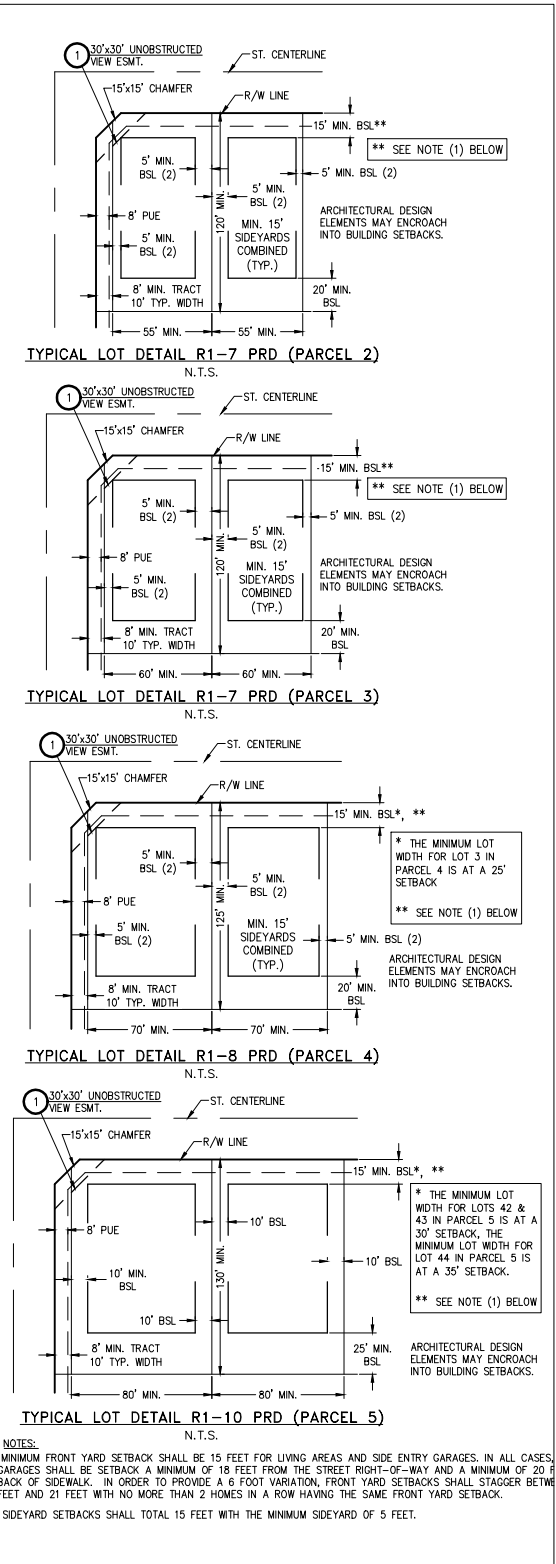 1
30'x30' UNOBSTRUCTED
VIEW ESMT.
ST. CENTERLINE
15'x15' CHAMFER
R/W LINE
15' MIN. BSL**
** SEE NOTE (1) BELOW
5' MIN.
BSL (2)
5' MIN. BSL (2)
5' MIN.
BSL (2)
8' PUE
120' MIN.
MIN. 15'
SIDEYARDS
COMBINED
(TYP.)
ARCHITECTURAL DESIGN
ELEMENTS MAY ENCROACH
INTO BUILDING SETBACKS.
5' MIN.
BSL (2)
8' MIN. TRACT
10' TYP. WIDTH
20' MIN.
BSL
55' MIN.
55' MIN.
TYPICAL LOT DETAIL R1-7 PRD (PARCEL 2)
N.T.S.
1
30'x30' UNOBSTRUCTED
VIEW ESMT.
ST. CENTERLINE
15'x15' CHAMFER
R/W LINE
15' MIN. BSL**
** SEE NOTE (1) BELOW
5' MIN.
BSL (2)
5' MIN. BSL (2)
5' MIN.
BSL (2)
8' PUE
120' MIN.
MIN. 15'
SIDEYARDS
COMBINED
(TYP.)
ARCHITECTURAL DESIGN
ELEMENTS MAY ENCROACH
INTO BUILDING SETBACKS.
5' MIN.
BSL (2)
8' MIN. TRACT
10' TYP. WIDTH
20' MIN.
BSL
60' MIN.
60' MIN.
TYPICAL LOT DETAIL R1-7 PRD (PARCEL 3)
N.T.S.
1
30'x30' UNOBSTRUCTED
VIEW ESMT.
ST. CENTERLINE
15'x15' CHAMFER
R/W LINE
15' MIN. BSL*, **
* THE MINIMUM LOT
WIDTH FOR LOT 3 IN
PARCEL 4 IS AT A 25'
SETBACK
** SEE NOTE (1) BELOW
5' MIN.
BSL (2)
5' MIN.
BSL (2)
8' PUE
125' MIN.
MIN. 15'
SIDEYARDS
COMBINED
(TYP.)
5' MIN.
BSL (2)
5' MIN. BSL (2)
ARCHITECTURAL DESIGN
ELEMENTS MAY ENCROACH
INTO BUILDING SETBACKS.
8' MIN. TRACT
10' TYP. WIDTH
20' MIN.
BSL
70' MIN.
70' MIN.
TYPICAL LOT DETAIL R1-8 PRD (PARCEL 4)
N.T.S.
1
30'x30' UNOBSTRUCTED
VIEW ESMT.
ST. CENTERLINE
15'x15' CHAMFER
R/W LINE
15' MIN. BSL*, **
* THE MINIMUM LOT
WIDTH FOR LOTS 42 &
43 IN PARCEL 5 IS AT A
30' SETBACK, THE
MINIMUM LOT WIDTH FOR
LOT 44 IN PARCEL 5 IS
AT A 35' SETBACK.
** SEE NOTE (1) BELOW
8' PUE
10' BSL
10' BSL
10' MIN.
BSL
130' MIN.
10' BSL
8' MIN. TRACT
10' TYP. WIDTH
25' MIN.
BSL
ARCHITECTURAL DESIGN
ELEMENTS MAY ENCROACH
INTO BUILDING SETBACKS.
80' MIN.
80' MIN.
TYPICAL LOT DETAIL R1-10 PRD (PARCEL 5)
N.T.S.
NOTES:
MINIMUM FRONT YARD SETBACK SHALL BE 15 FEET FOR LIVING AREAS AND SIDE ENTRY GARAGES. IN ALL CASES,
GARAGES SHALL BE SETBACK A MINIMUM OF 18 FEET FROM THE STREET RIGHT-OF-WAY AND A MINIMUM OF 20 F
BACK OF SIDEWALK. IN ORDER TO PROVIDE A 6 FOOT VARIATION, FRONT YARD SETBACKS SHALL STAGGER BETWE
FEET AND 21 FEET WITH NO MORE THAN 2 HOMES IN A ROW HAVING THE SAME FRONT YARD SETBACK.
SIDEYARD SETBACKS SHALL TOTAL 15 FEET WITH THE MINIMUM SIDEYARD OF 5 FEET.